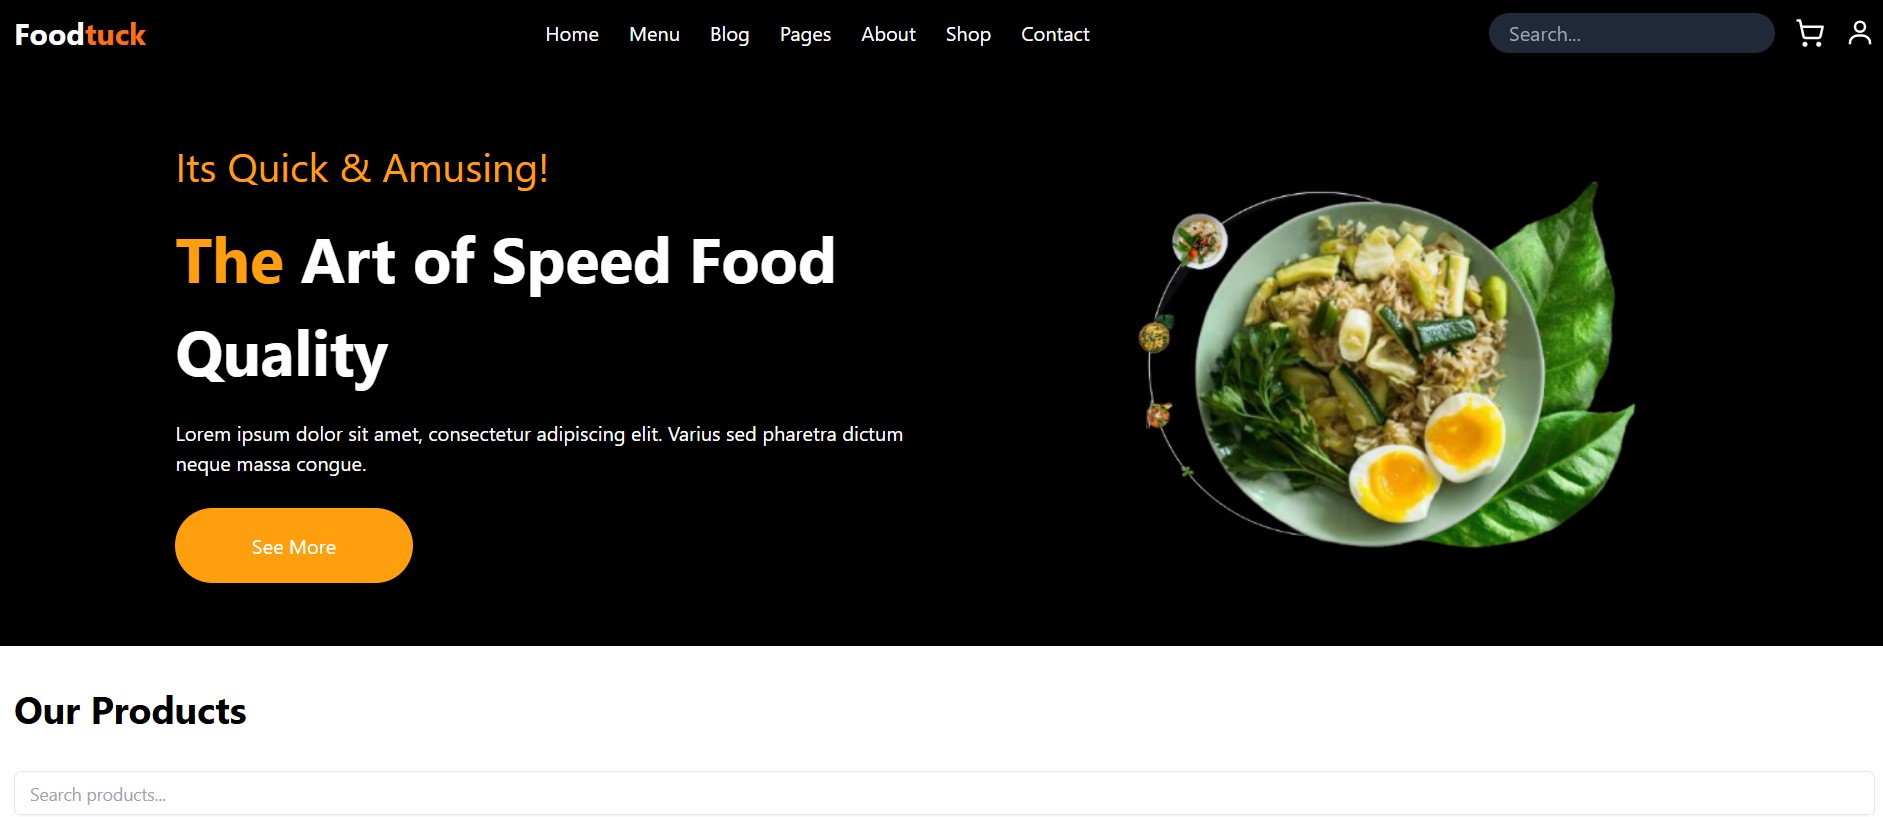 Foodtuck
Home Menu Blog Pages About Shop Contact
Search...
Its Quick & Amusing!
The Art of Speed Food
Quality
Lorem ipsum dolor sit amet, consectetur adipiscing elit. Varius sed pharetra dictum
neque massa congue.
See More
Our Products
Search products...